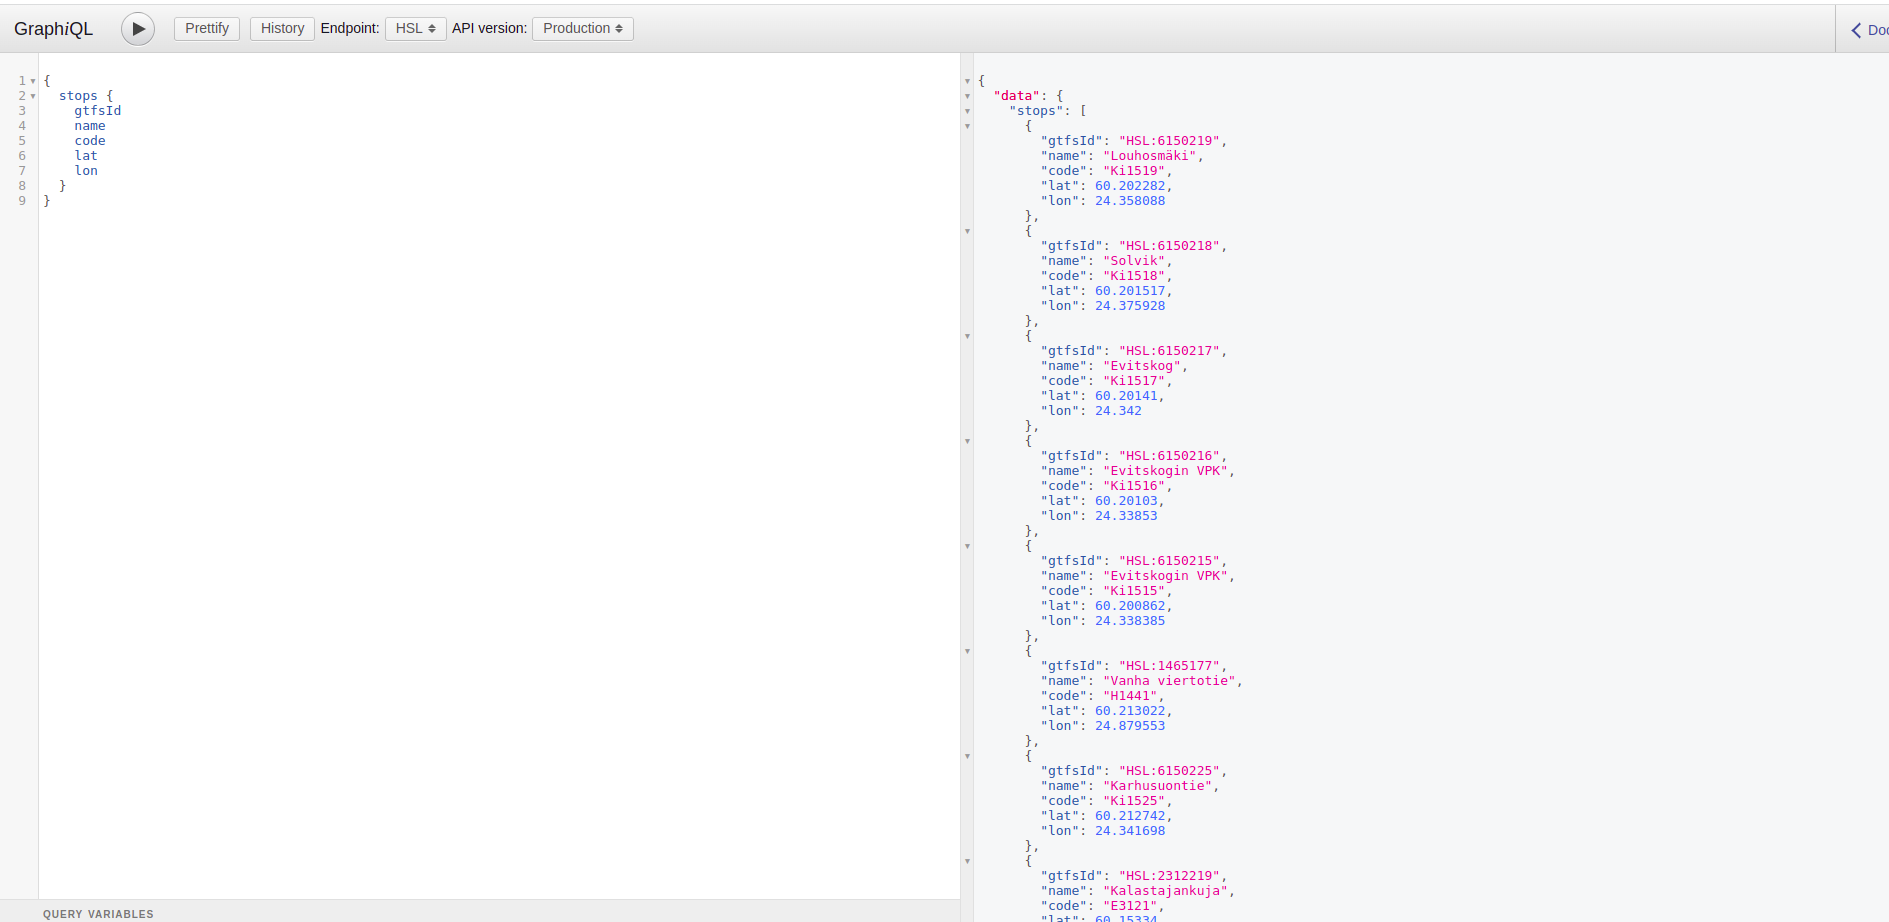 GraphiQL Prettify History Endpoint: HSL API version: Production Doc
1 {
2 stops {
3 gtfsId
4 name
5 code
6 lat
7 lon
8 }
9 }
QUERY VARIABLES
{
"data": {
"stops": [
{
"gtfsId": "HSL:6150219",
"name": "Louhosmäki",
"code": "Ki1519",
"lat": 60.202282,
"lon": 24.358088
},
{
"gtfsId": "HSL:6150218",
"name": "Solvik",
"code": "Ki1518",
"lat": 60.201517,
"lon": 24.375928
},
{
"gtfsId": "HSL:6150217",
"name": "Evitskog",
"code": "Ki1517",
"lat": 60.20141,
"lon": 24.342
},
{
"gtfsId": "HSL:6150216",
"name": "Evitskogin VPK",
"code": "Ki1516",
"lat": 60.20103,
"lon": 24.33853
},
{
"gtfsId": "HSL:6150215",
"name": "Evitskogin VPK",
"code": "Ki1515",
"lat": 60.200862,
"lon": 24.338385
},
{
"gtfsId": "HSL:1465177",
"name": "Vanha viertotie",
"code": "H1441",
"lat": 60.213022,
"lon": 24.879553
},
{
"gtfsId": "HSL:6150225",
"name": "Karhusuontie",
"code": "Ki1525",
"lat": 60.212742,
"lon": 24.341698
},
{
"gtfsId": "HSL:2312219",
"name": "Kalastajankuja",
"code": "E3121",
"lat": 60.15334,